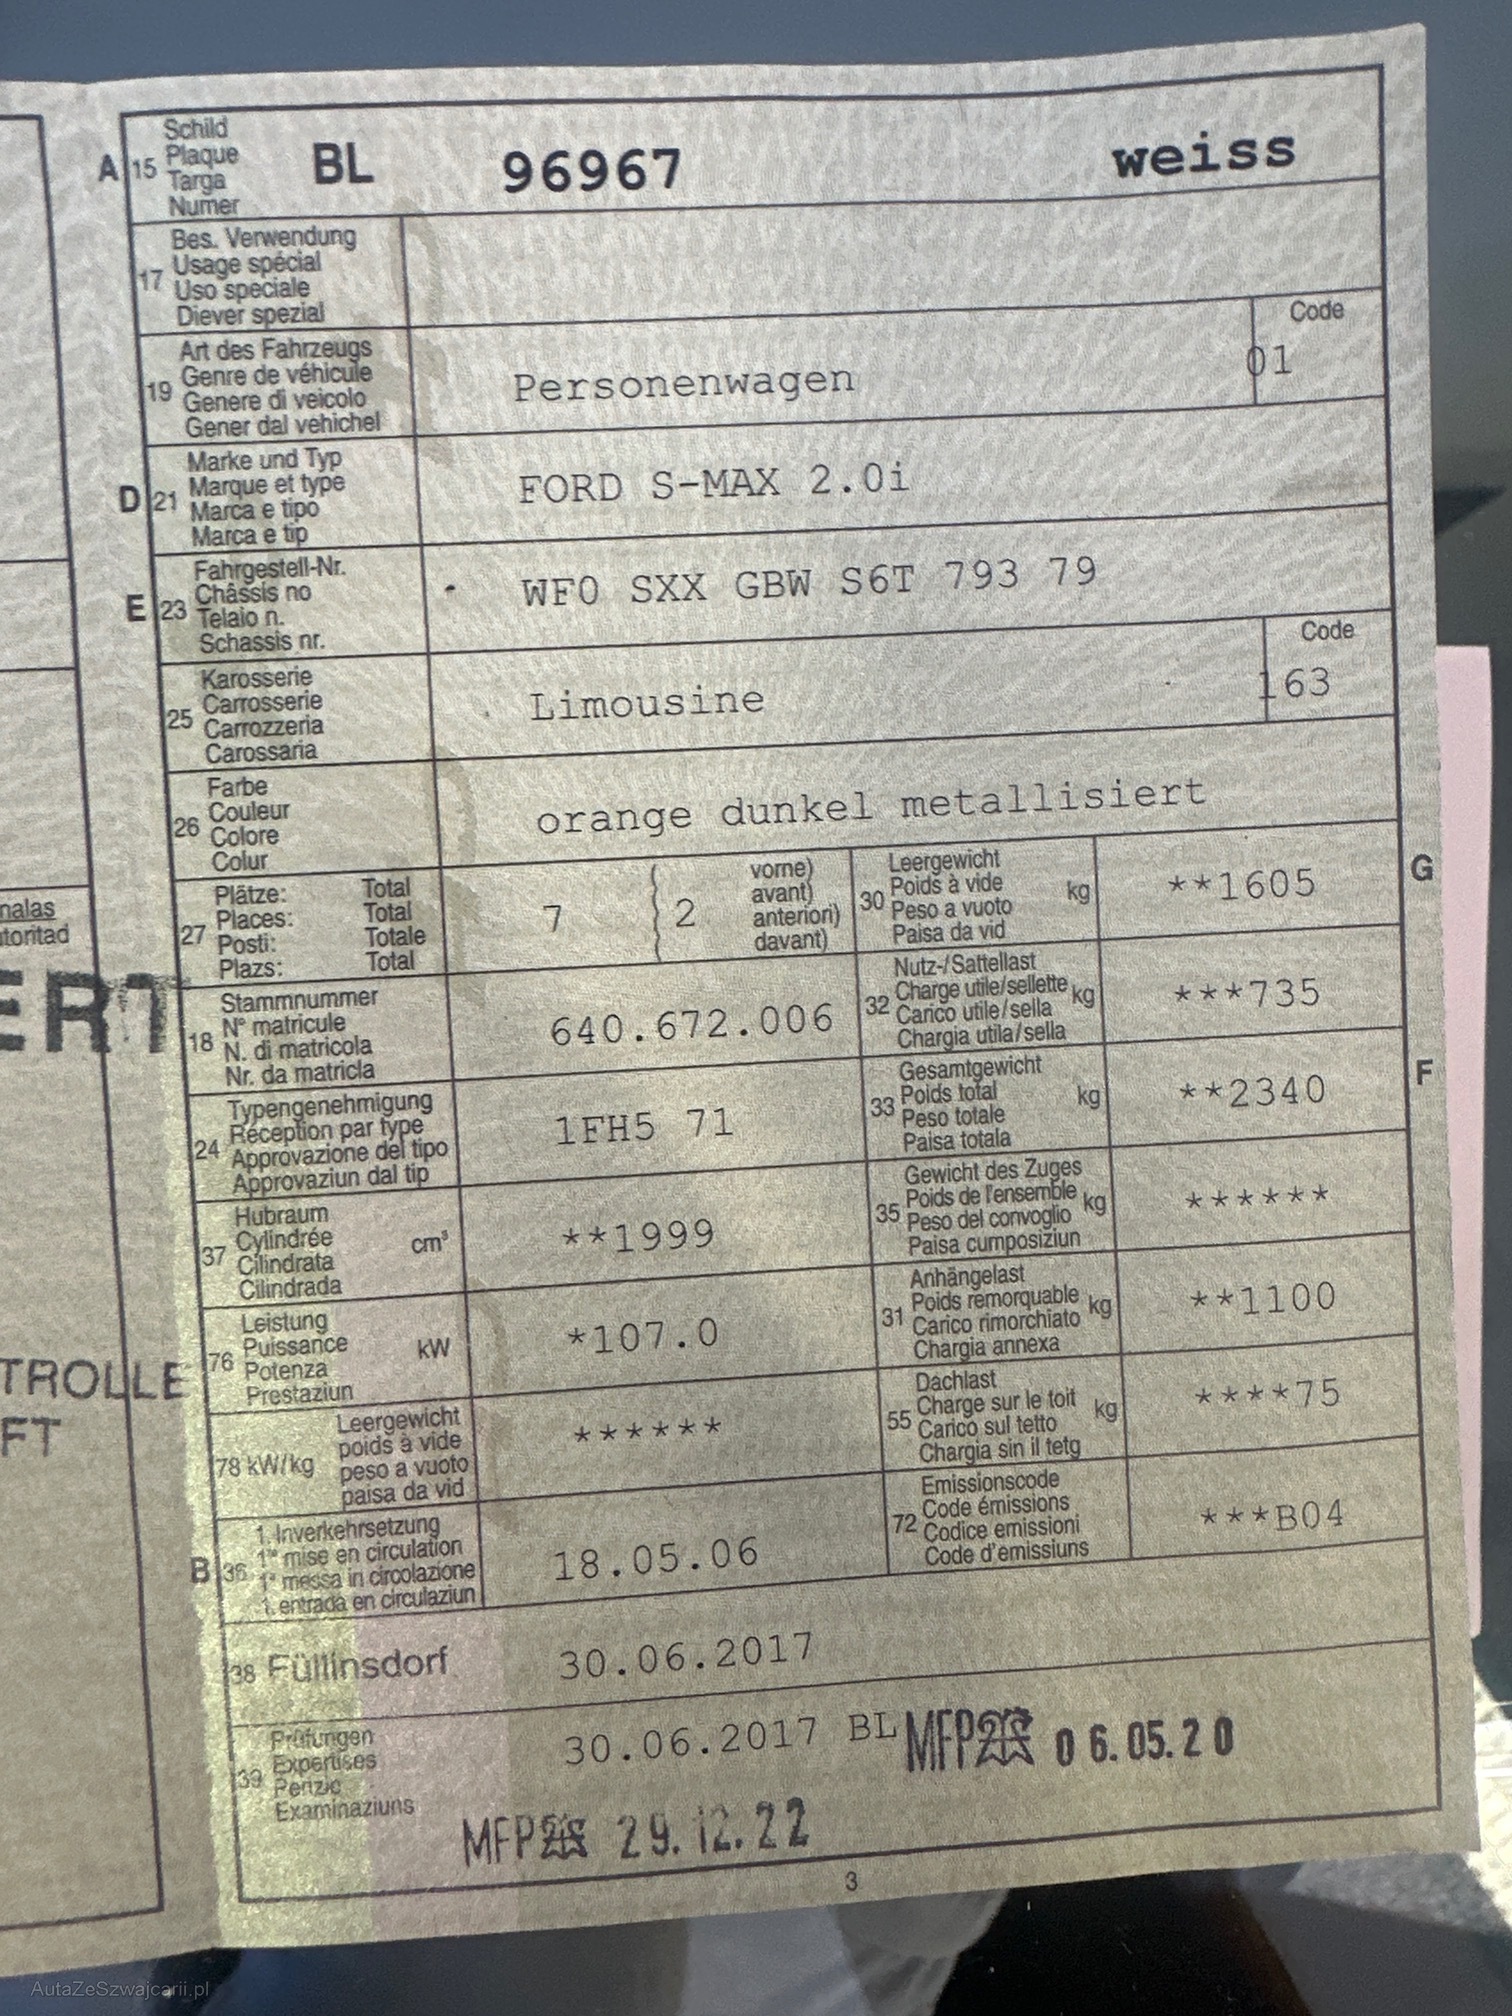 A 15 Schild
Plaque
Targa
Numer
BL 96967 weiss
17 Bes. Verwendung
Usage spécial
Uso speciale
Diever spezial
19 Art des Fahrzeugs
Genre de véhicule
Genere di veicolo
Gener dal vehichel
Personenwagen
Code
01
D 21 Marke und Typ
Marque et type
Marca e tipo
Marca e tip
FORD S-MAX 2.0i
E 23 Fahrgestell-Nr.
Châssis no
Telaio n.
Schassis nr.
WF0 SXX GBW S6T 793 79
25 Karosserie
Carrosserie
Carrozzeria
Carossaria
Limousine
Code
163
26 Farbe
Couleur
Colore
Colur
orange dunkel metallisiert
27 Plätze: Total
Places: Total
Posti: Totale
Plazs: Total
7 2 vorne)
avant)
anteriori)
davant)
30 Leergewicht
Poids à vide
Peso a vuoto
Paisa da vid
kg
**1605
G
18 Stammnummer
N° matricule
N. di matricola
Nr. da matricla
640.672.006
32 Nutz-/Sattellast
Charge utile/sellette
Carico utile/sella
Chargia utila/sella
kg
***735
24 Typengenehmigung
Réception par type
Approvazione del tipo
Approvaziun dal tip
1FH5 71
33 Gesamtgewicht
Poids total
Peso totale
Paisa totala
kg
**2340
F
37 Hubraum
Cylindrée
Cilindrata
Cilindrada
cm³
**1999
35 Gewicht des Zuges
Poids de l'ensemble
Peso del convoglio
Paisa cumposiziun
kg
******
76 Leistung
Puissance
Potenza
Prestaziun
kW
*107.0
31 Anhängelast
Poids remorquable
Carico rimorchiato
Chargia annexa
kg
**1100
78 kW/kg Leergewicht
poids à vide
peso a vuoto
paisa da vid
******
55 Dachlast
Charge sur le toit
Carico sul tetto
Chargia sin il tetg
kg
****75
B 36 1. Inverkehrsetzung
1re mise en circulation
1a messa in circolazione
1. entrada en circulaziun
18.05.06
72 Emissionscode
Code émissions
Codice emissioni
Code d'emissiuns
***B04
38 Füllinsdorf 30.06.2017
39 Prüfungen
Expertises
Perizie
Examinaziuns
30.06.2017 BL MFP 06.05.20
MFP 29.12.22
3
nalas
toritad
ERT
TROLLE
FT
AutaZeSzwajcarii.pl